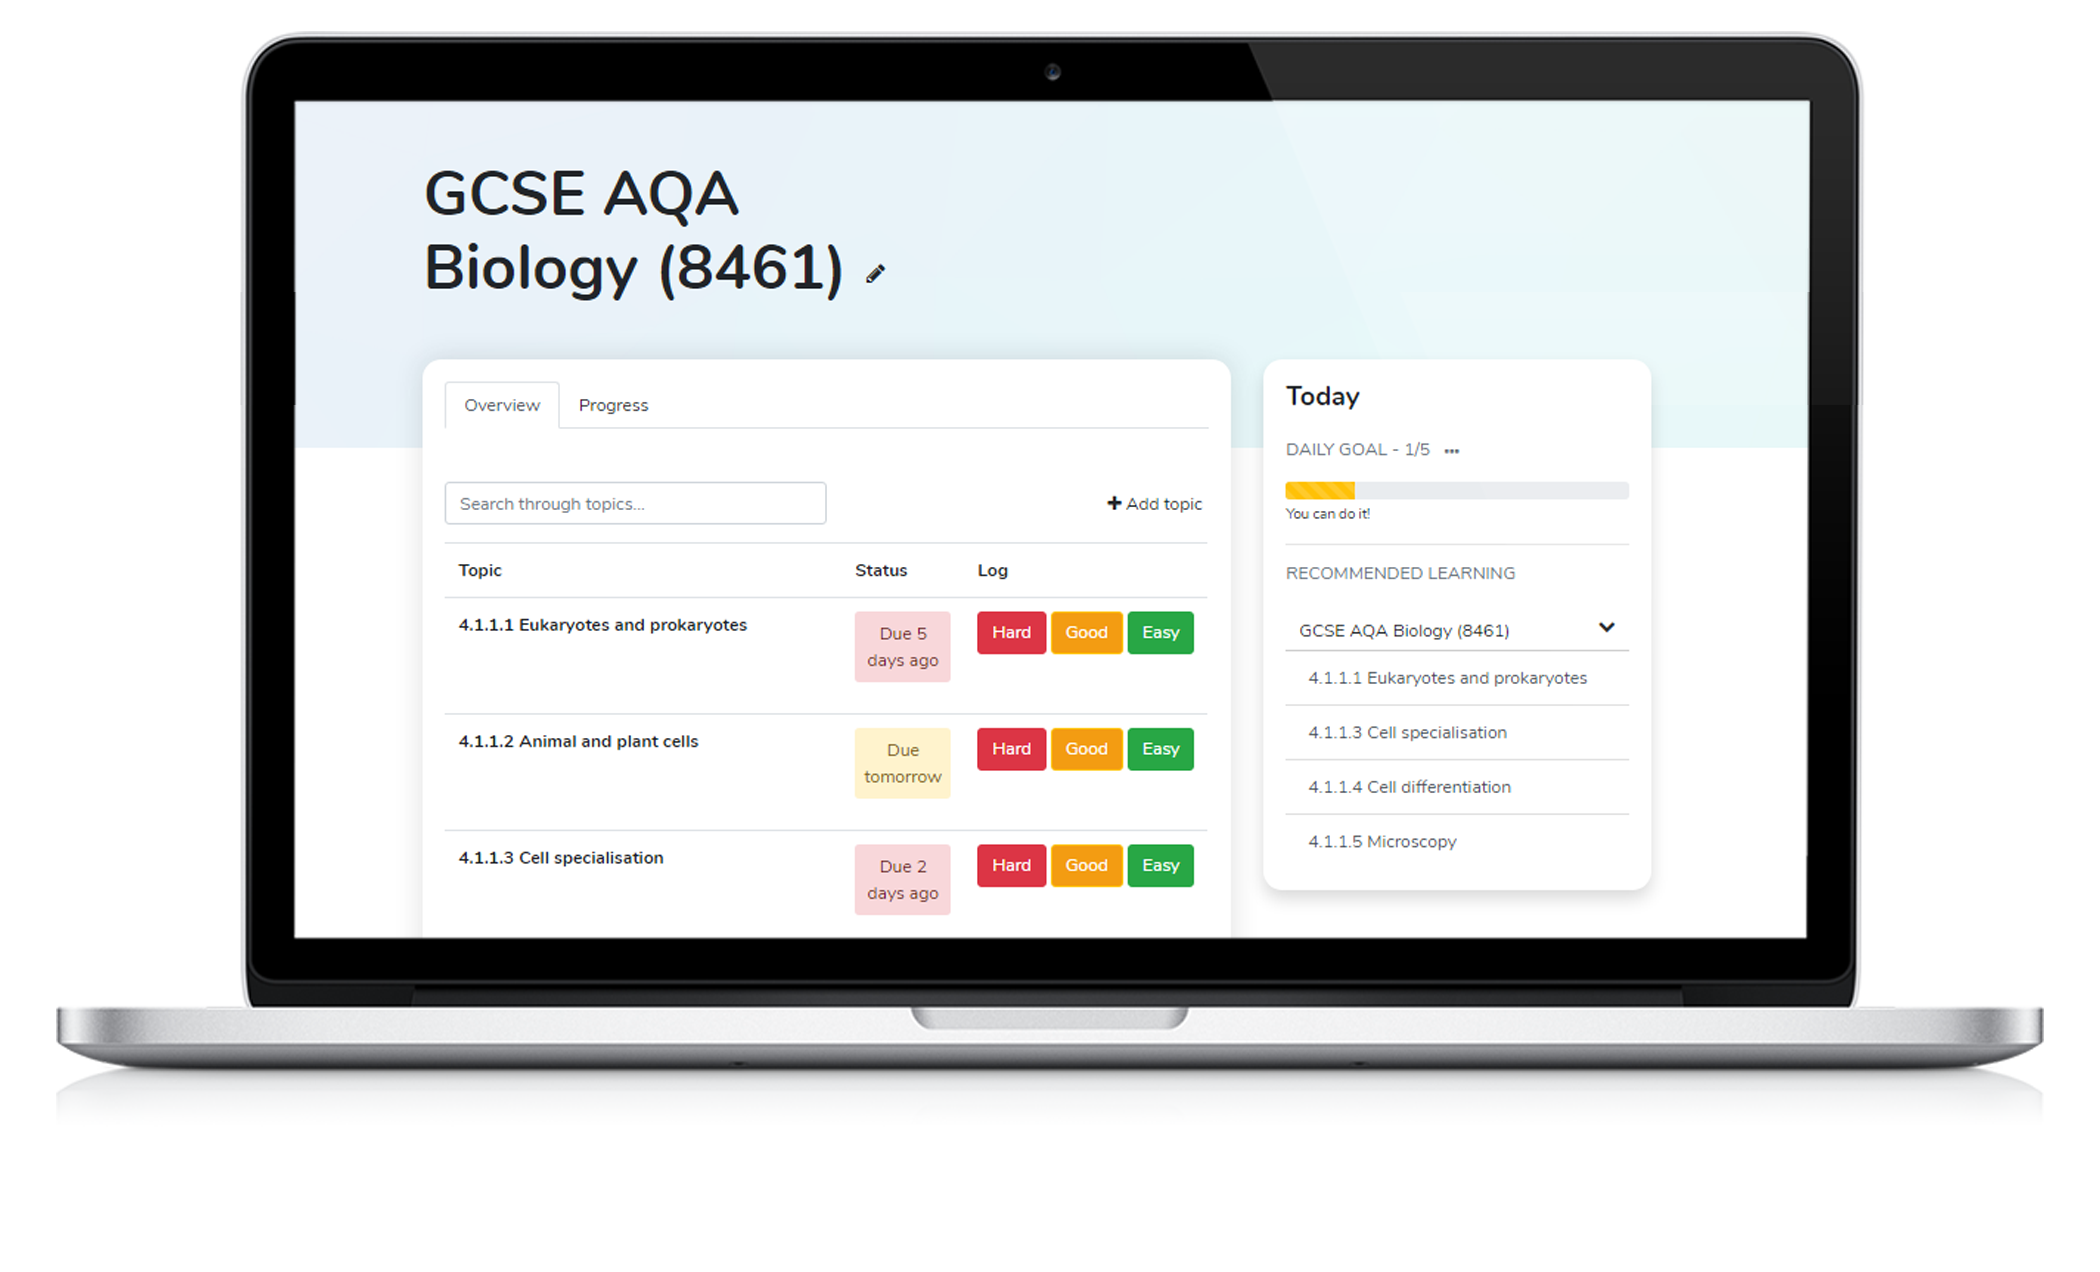 GCSE AQA
Biology (8461)
Overview
Progress
Search through topics...
Add topic
Topic
Status
Log
4.1.1.1 Eukaryotes and prokaryotes
Due 5
days ago
Hard
Good
Easy
4.1.1.2 Animal and plant cells
Due
tomorrow
Hard
Good
Easy
4.1.1.3 Cell specialisation
Due 2
days ago
Hard
Good
Easy
Today
DAILY GOAL - 1/5
You can do it!
RECOMMENDED LEARNING
GCSE AQA Biology (8461)
4.1.1.1 Eukaryotes and prokaryotes
4.1.1.3 Cell specialisation
4.1.1.4 Cell differentiation
4.1.1.5 Microscopy